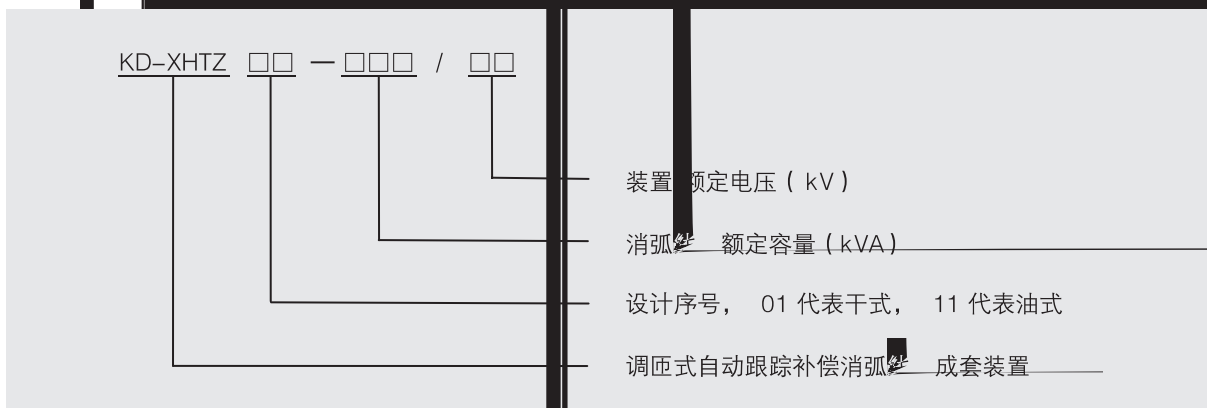 KD–XHTZ □□ — □□□ / □□
装置 额定电压 ( kV )
消弧 额定容量 ( kVA )
设计序号， 01 代表干式， 11 代表油式
调匝式自动跟踪补偿消弧 成套装置